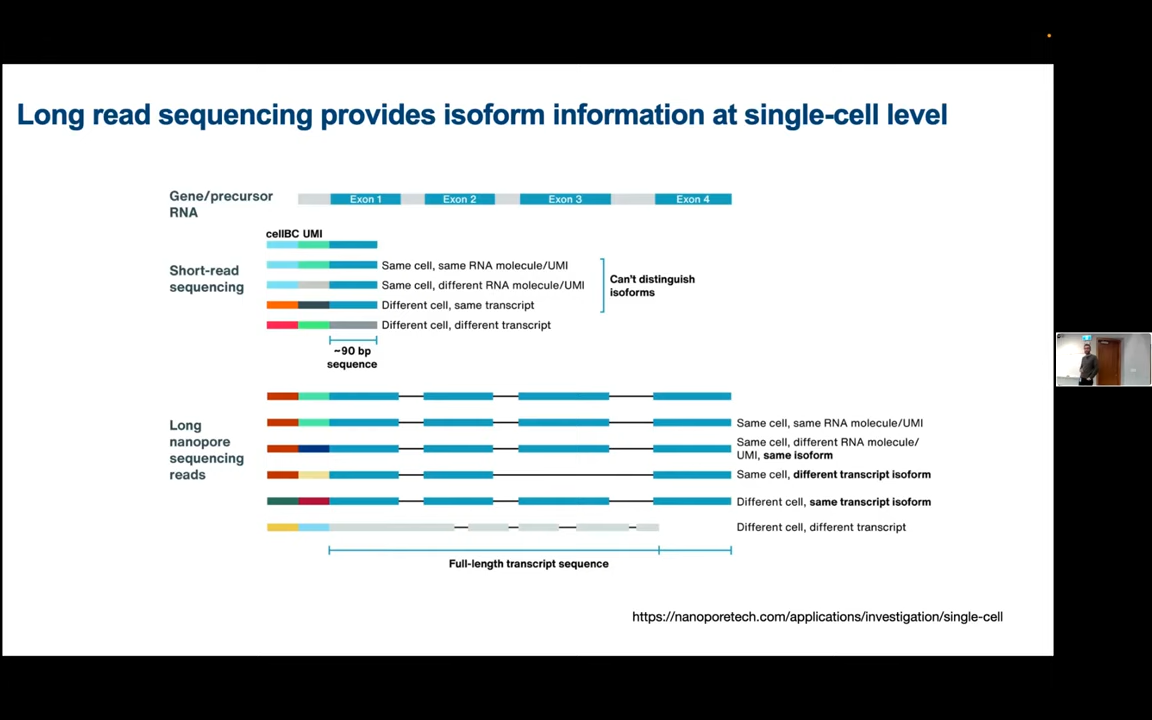 Long read sequencing provides isoform information at single-cell level
Gene/precursor
RNA
Exon 1
Exon 2
Exon 3
Exon 4
cellBC UMI
Short-read
sequencing
Same cell, same RNA molecule/UMI
Same cell, different RNA molecule/UMI
Different cell, same transcript
Different cell, different transcript
Can't distinguish
isoforms
~90 bp
sequence
Long
nanopore
sequencing
reads
Same cell, same RNA molecule/UMI
Same cell, different RNA molecule/
UMI, same isoform
Same cell, different transcript isoform
Different cell, same transcript isoform
Different cell, different transcript
Full-length transcript sequence
https://nanoporetech.com/applications/investigation/single-cell